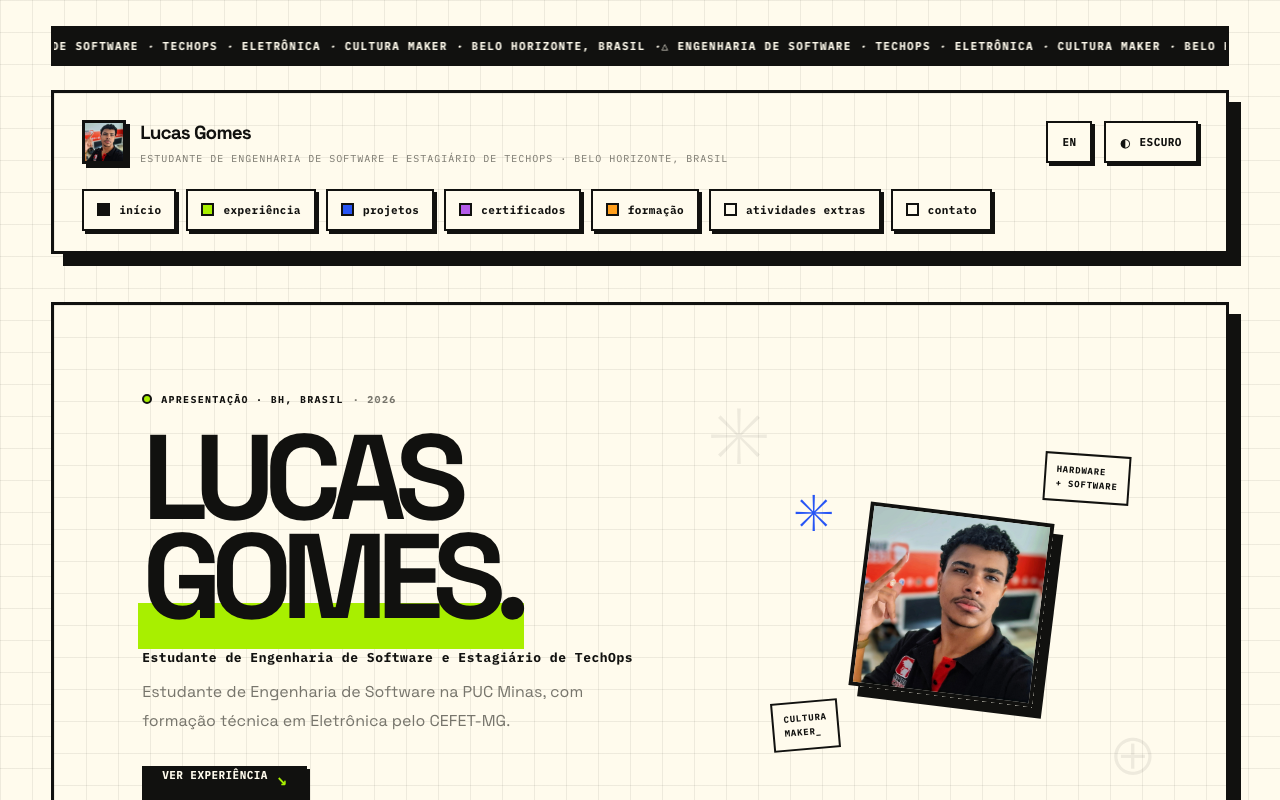 DE SOFTWARE · TECHOPS · ELETRÔNICA · CULTURA MAKER · BELO HORIZONTE, BRASIL ·△ ENGENHARIA DE SOFTWARE · TECHOPS · ELETRÔNICA · CULTURA MAKER · BELO
Lucas Gomes
ESTUDANTE DE ENGENHARIA DE SOFTWARE E ESTAGIÁRIO DE TECHOPS · BELO HORIZONTE, BRASIL
EN
◐ ESCURO
início
experiência
projetos
certificados
formação
atividades extras
contato
APRESENTAÇÃO · BH, BRASIL · 2026
LUCAS
GOMES.
Estudante de Engenharia de Software e Estagiário de TechOps
Estudante de Engenharia de Software na PUC Minas, com
formação técnica em Eletrônica pelo CEFET-MG.
VER EXPERIÊNCIA ↘
HARDWARE
+ SOFTWARE
CULTURA
MAKER_